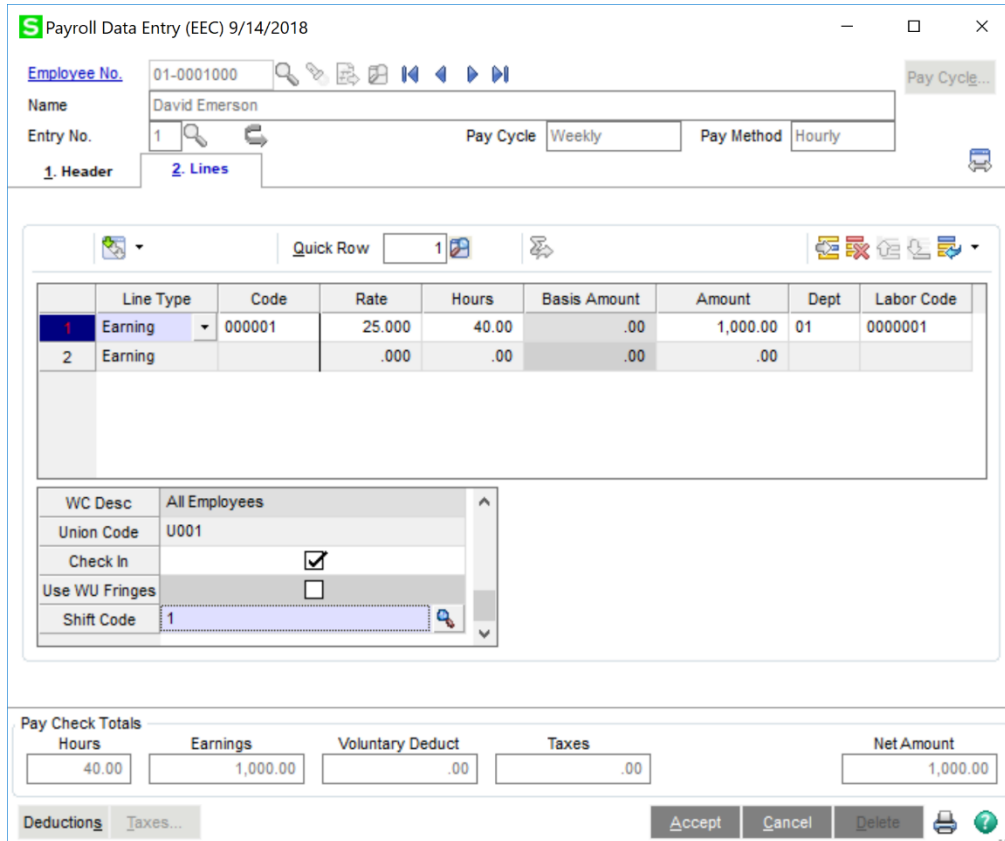 S Payroll Data Entry (EEC) 9/14/2018
Employee No. 01-0001000 Pay Cycle...
Name David Emerson
Entry No. 1 Pay Cycle Weekly Pay Method Hourly
1. Header 2. Lines
Quick Row 1
Line Type Code Rate Hours Basis Amount Amount Dept Labor Code
1 Earning 000001 25.000 40.00 .00 1,000.00 01 0000001
2 Earning .000 .00 .00 .00
WC Desc All Employees
Union Code U001
Check In
Use WU Fringes
Shift Code 1
Pay Check Totals
Hours Earnings Voluntary Deduct Taxes Net Amount
40.00 1,000.00 .00 .00 1,000.00
Deductions Taxes... Accept Cancel Delete ?